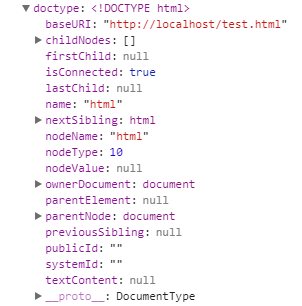 doctype: <!DOCTYPE html>
baseURI: "http://localhost/test.html"
childNodes: []
firstChild: null
isConnected: true
lastChild: null
name: "html"
nextSibling: html
nodeName: "html"
nodeType: 10
nodeValue: null
ownerDocument: document
parentElement: null
parentNode: document
previousSibling: null
publicId: ""
systemId: ""
textContent: null
__proto__: DocumentType